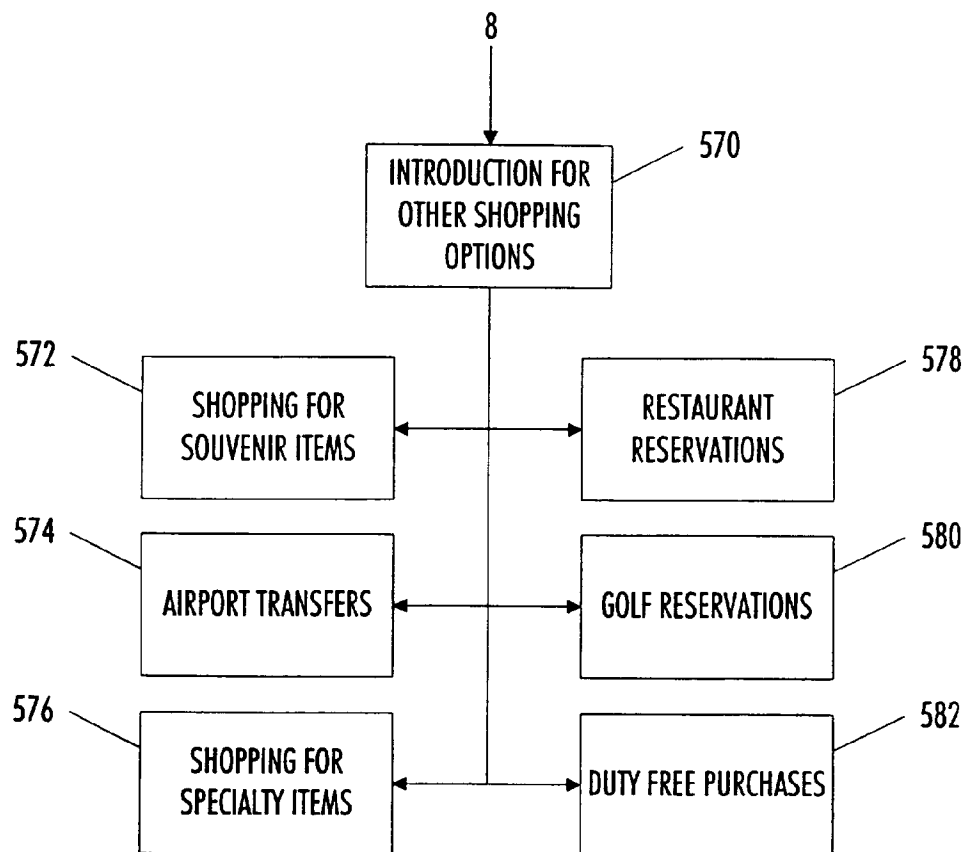 8
570
INTRODUCTION FOR
OTHER SHOPPING
OPTIONS
572
SHOPPING FOR
SOUVENIR ITEMS
578
RESTAURANT
RESERVATIONS
574
AIRPORT TRANSFERS
580
GOLF RESERVATIONS
576
SHOPPING FOR
SPECIALTY ITEMS
582
DUTY FREE PURCHASES